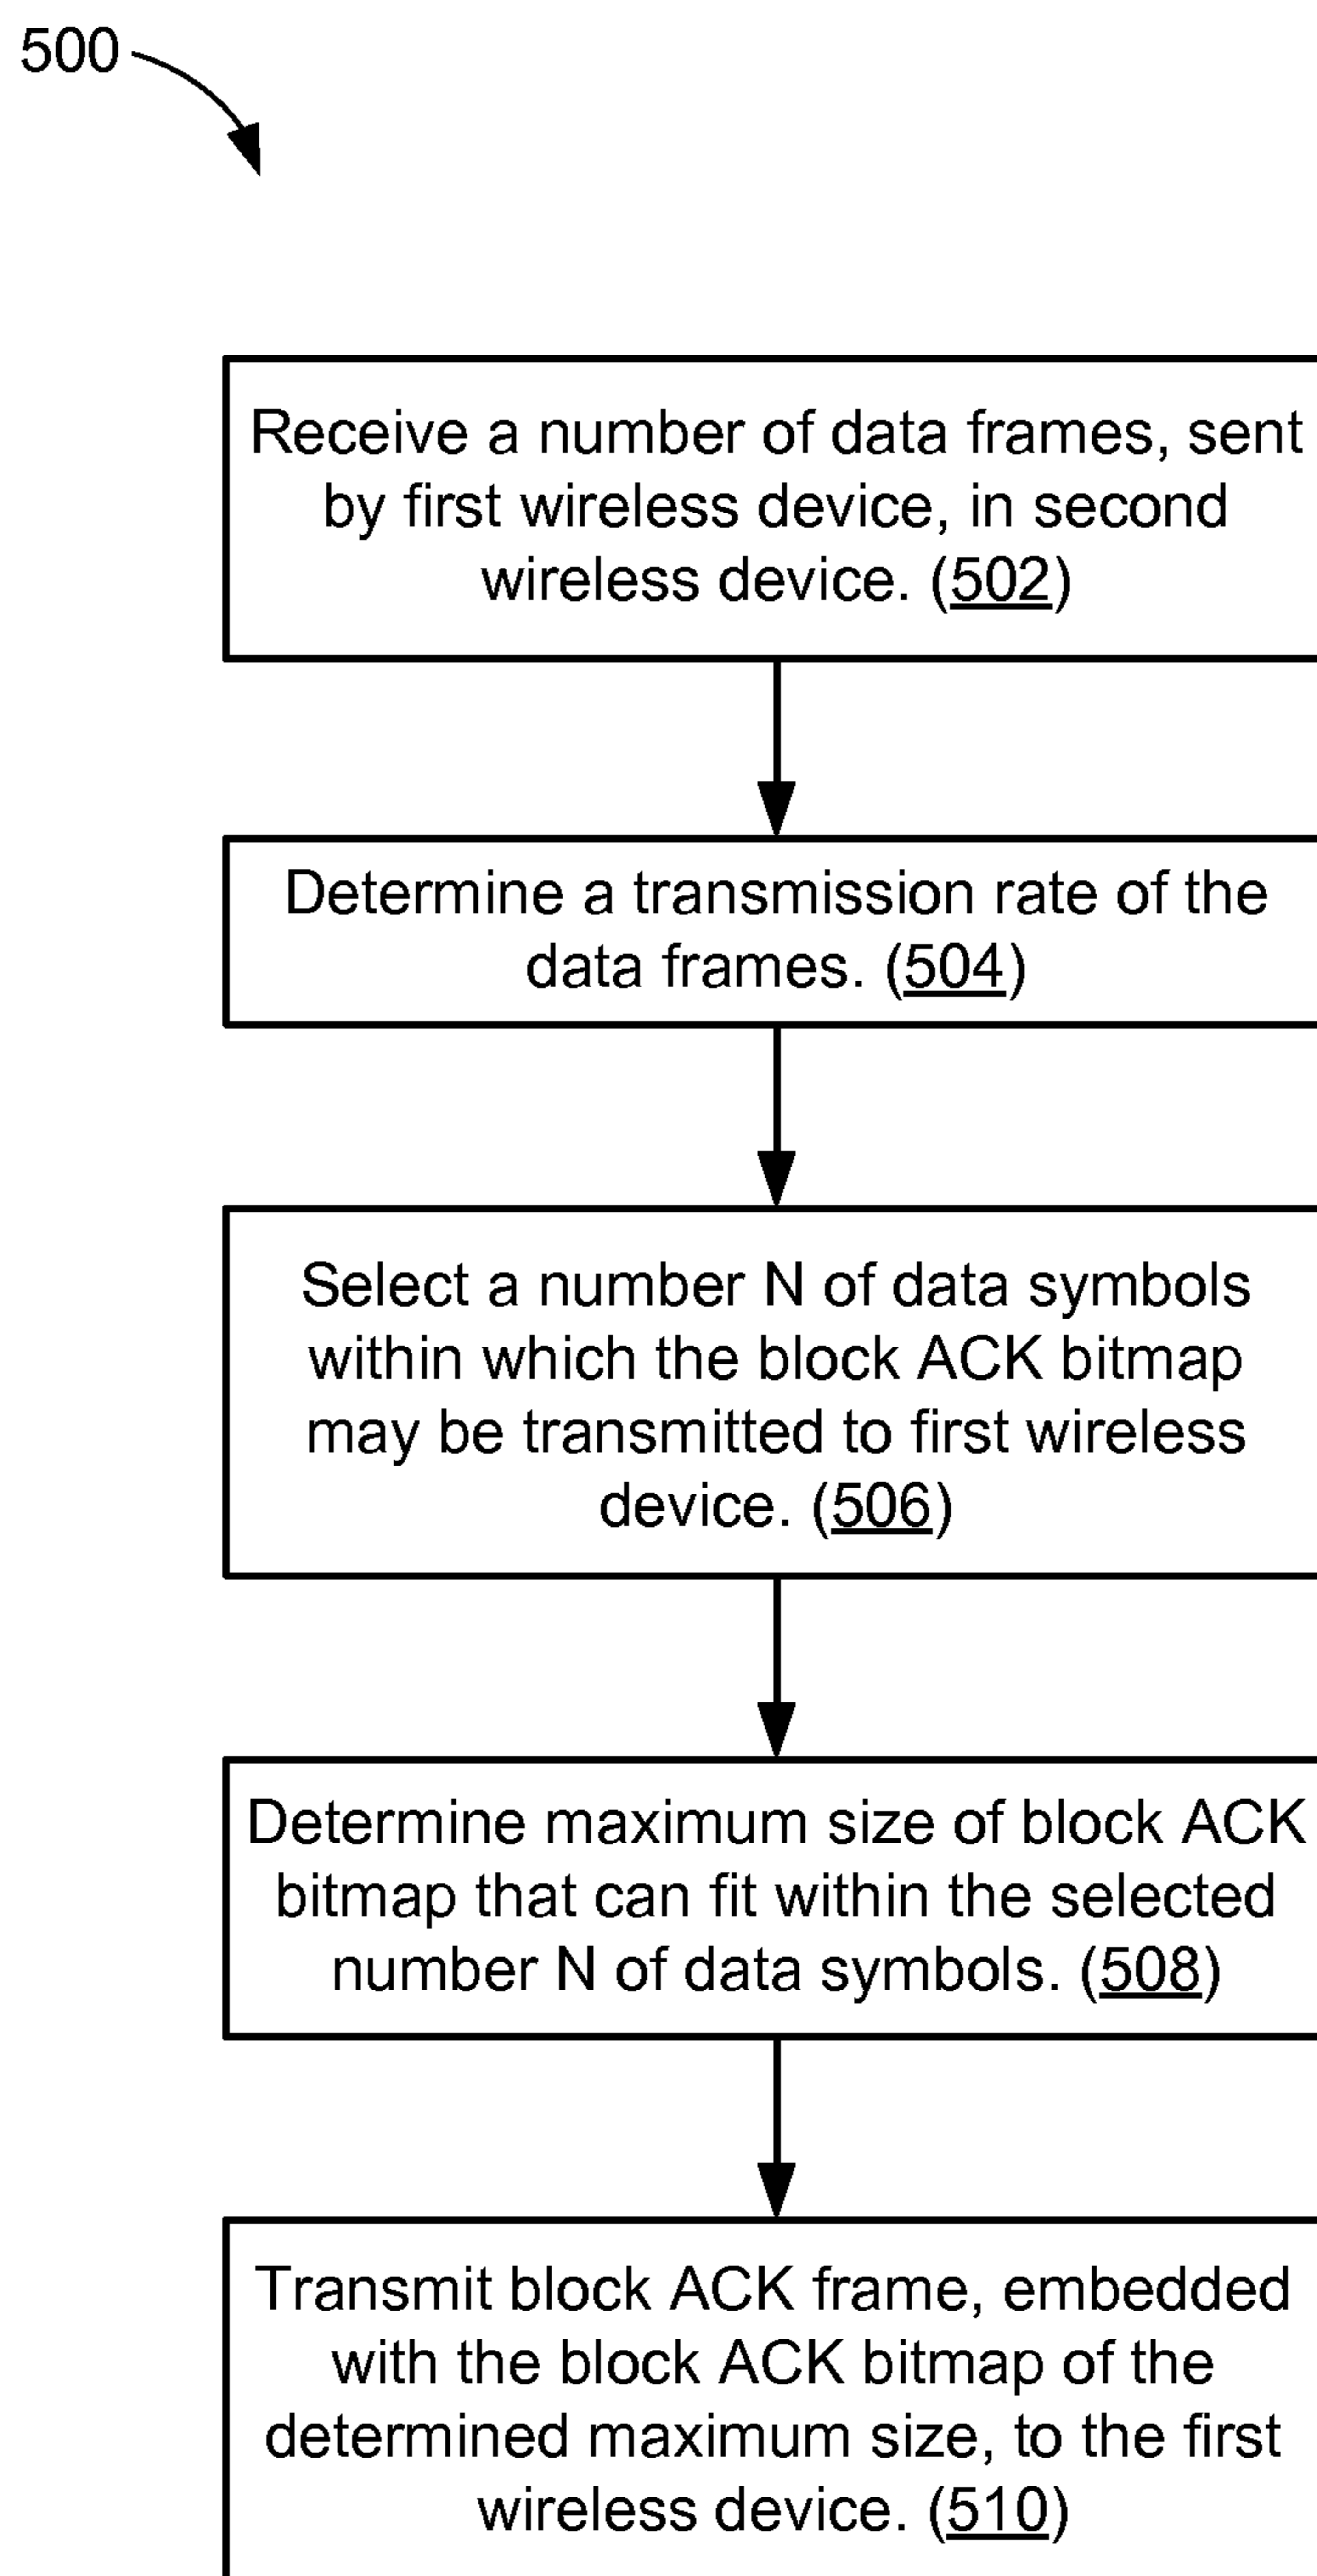 500
Receive a number of data frames, sent
by first wireless device, in second
wireless device. (502)
Determine a transmission rate of the
data frames. (504)
Select a number N of data symbols
within which the block ACK bitmap
may be transmitted to first wireless
device. (506)
Determine maximum size of block ACK
bitmap that can fit within the selected
number N of data symbols. (508)
Transmit block ACK frame, embedded
with the block ACK bitmap of the
determined maximum size, to the first
wireless device. (510)